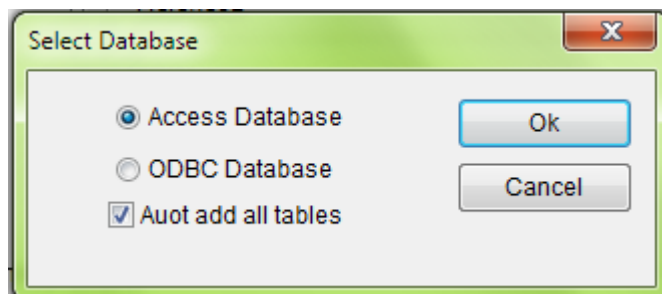 Select Database
Access Database
Ok
ODBC Database
Cancel
Auot add all tables